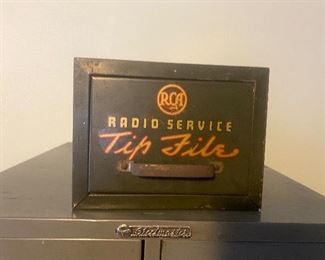 RCA
RADIO SERVICE
Tip File